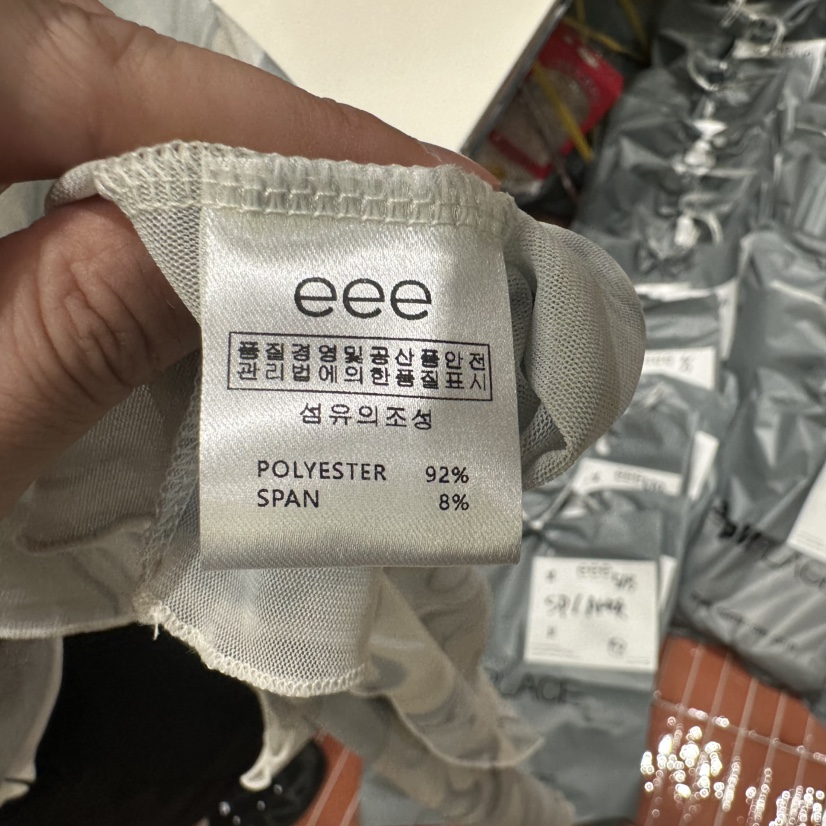 eee
품질경영및공산품안전
관리법에의한품질표시
섬유의조성
POLYESTER 92%
SPAN 8%
LACE